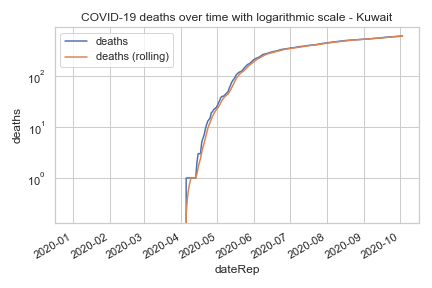 COVID-19 deaths over time with logarithmic scale - Kuwait
deaths
deaths (rolling)
10²
10¹
10⁰
deaths
2020-01
2020-02
2020-03
2020-04
2020-05
2020-06
2020-07
2020-08
2020-09
2020-10
dateRep